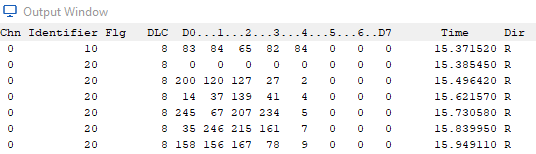 Output Window
Chn Identifier Flg   DLC  D0...1...2...3...4...5...6..D7       Time     Dir
0   10   8   83  84  65  82  84   0   0   0   15.371520 R
0   20   8   0   0   0   0   0   0   0   0   15.385450 R
0   20   8   200 120 127  27   2   0   0   0   15.496420 R
0   20   8   14  37 139  41   4   0   0   0   15.621570 R
0   20   8   245  67 207 234   5   0   0   0   15.730580 R
0   20   8   35 246 215 161   7   0   0   0   15.839950 R
0   20   8   158 156 167  78   9   0   0   0   15.949110 R